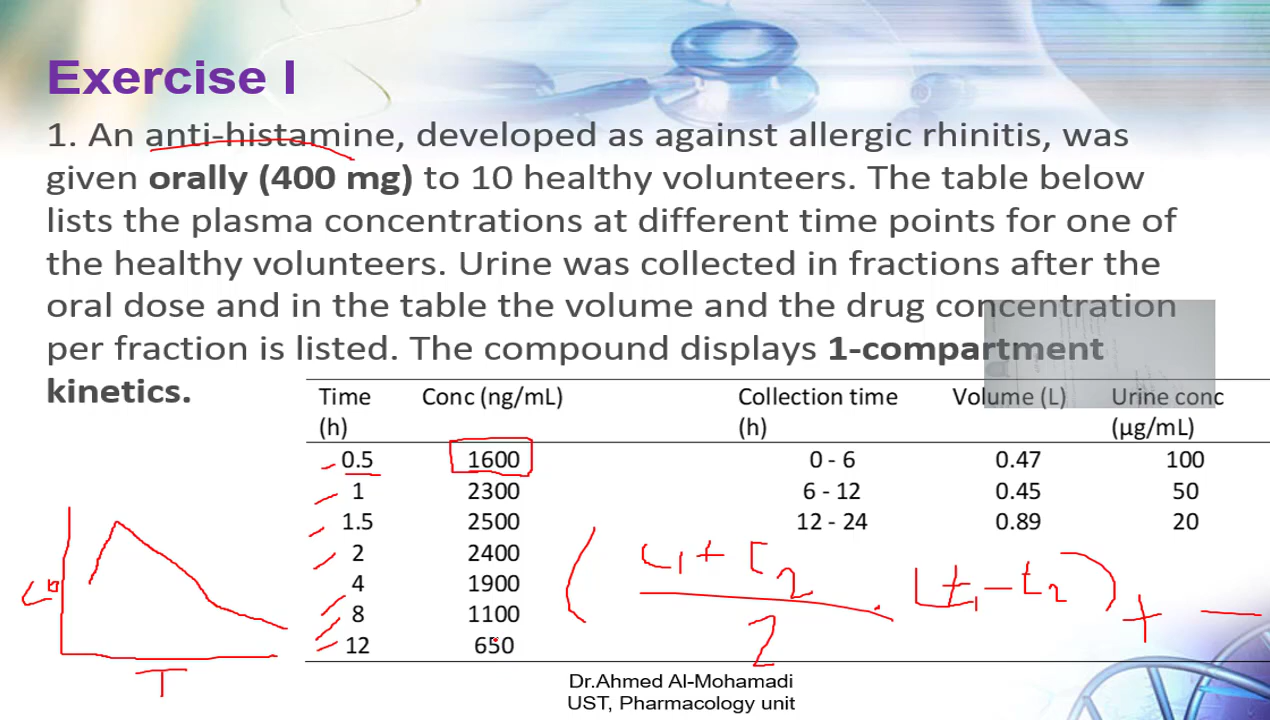 Exercise I
1. An anti-histamine, developed as against allergic rhinitis, was
given orally (400 mg) to 10 healthy volunteers. The table below
lists the plasma concentrations at different time points for one of
the healthy volunteers. Urine was collected in fractions after the
oral dose and in the table the volume and the drug concentration
per fraction is listed. The compound displays 1-compartment
kinetics.
Time (h) Conc (ng/mL) Collection time (h) Volume (L) Urine conc (µg/mL)
0.5 1600 0 - 6 0.47 100
1 2300 6 - 12 0.45 50
1.5 2500 12 - 24 0.89 20
2 2400
4 1900
8 1100
12 650
( C1 + C2 / 2 . (t1 - t2 ) + —
T
Dr.Ahmed Al-Mohamadi
UST, Pharmacology unit